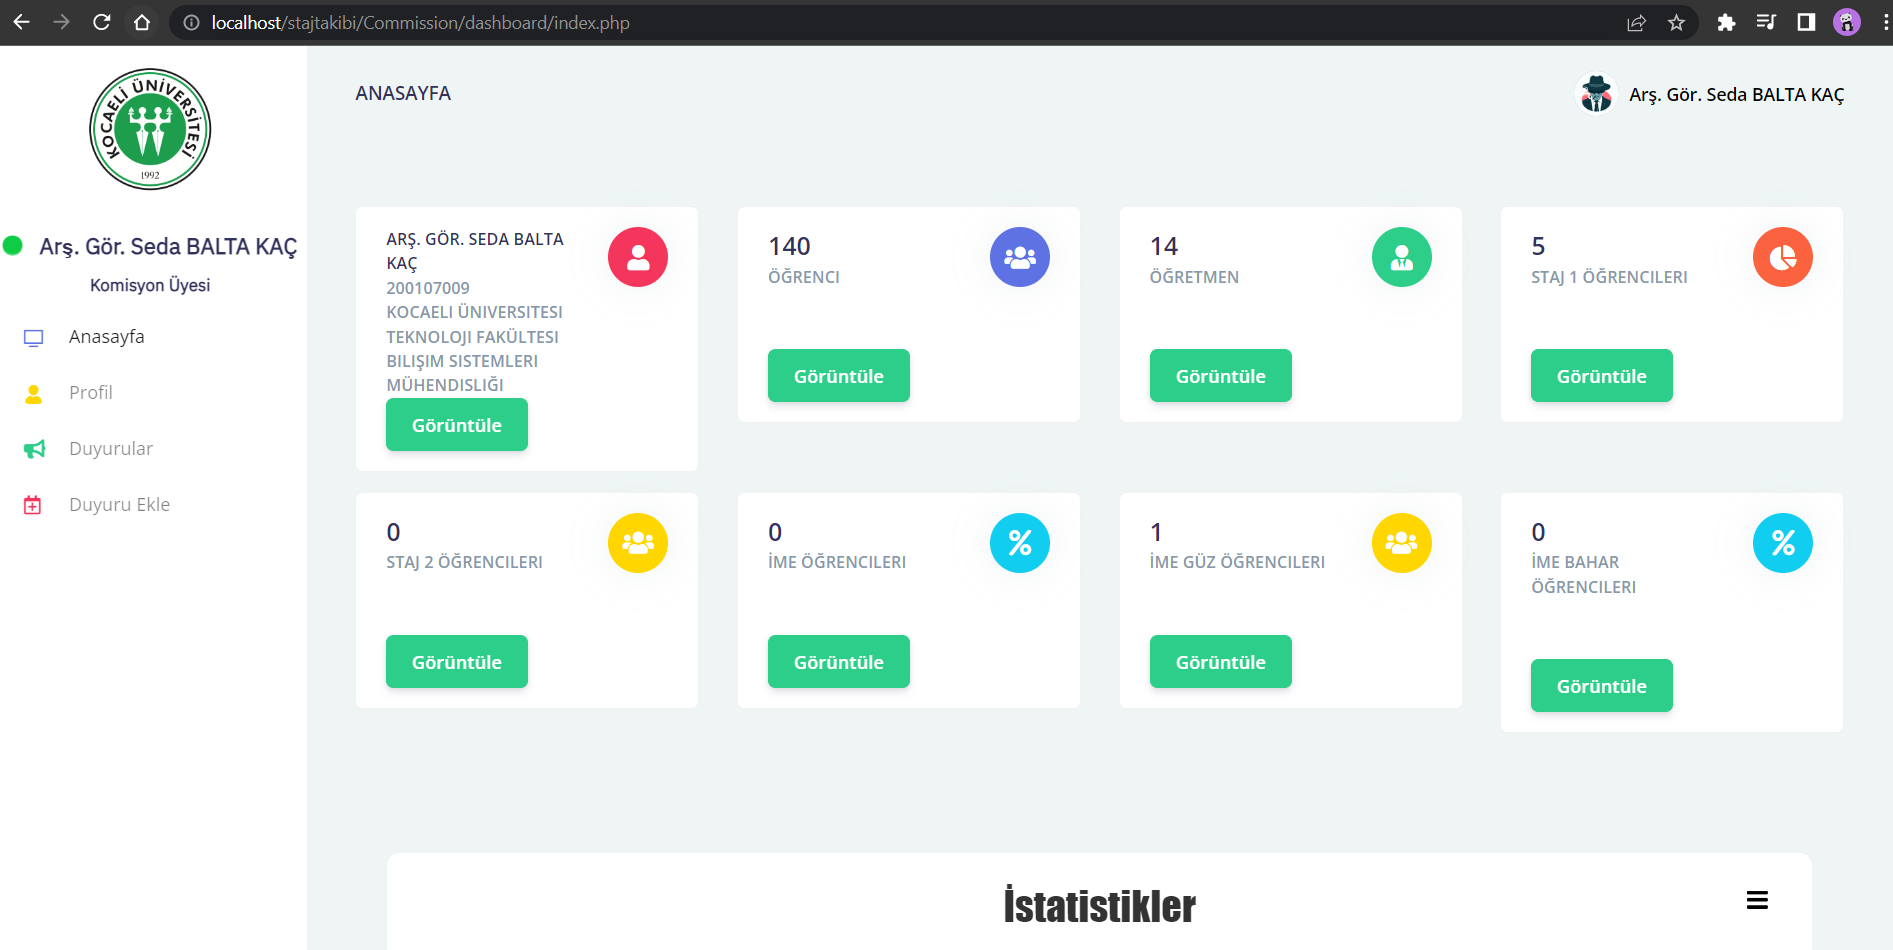 localhost/stajtakibi/Commission/dashboard/index.php
KOCAELİ ÜNİVERSİTESİ
1992
Arş. Gör. Seda BALTA KAÇ
Komisyon Üyesi
Anasayfa
Profil
Duyurular
Duyuru Ekle
ANASAYFA
Arş. Gör. Seda BALTA KAÇ
ARŞ. GÖR. SEDA BALTA
KAÇ
200107009
KOCAELI ÜNIVERSITESI
TEKNOLOJI FAKÜLTESI
BILIŞIM SISTEMLERI
MÜHENDISLIĞI
Görüntüle
140
ÖĞRENCI
Görüntüle
14
ÖĞRETMEN
Görüntüle
5
STAJ 1 ÖĞRENCILERI
Görüntüle
0
STAJ 2 ÖĞRENCILERI
Görüntüle
0
İME ÖĞRENCILERI
Görüntüle
1
İME GÜZ ÖĞRENCILERI
Görüntüle
0
İME BAHAR
ÖĞRENCILERI
Görüntüle
İstatistikler